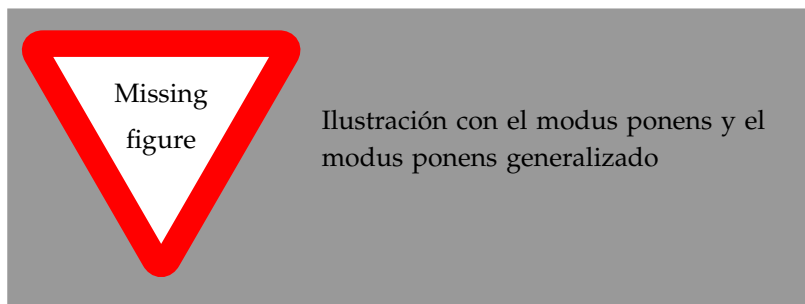 Missing
figure
Ilustración con el modus ponens y el
modus ponens generalizado